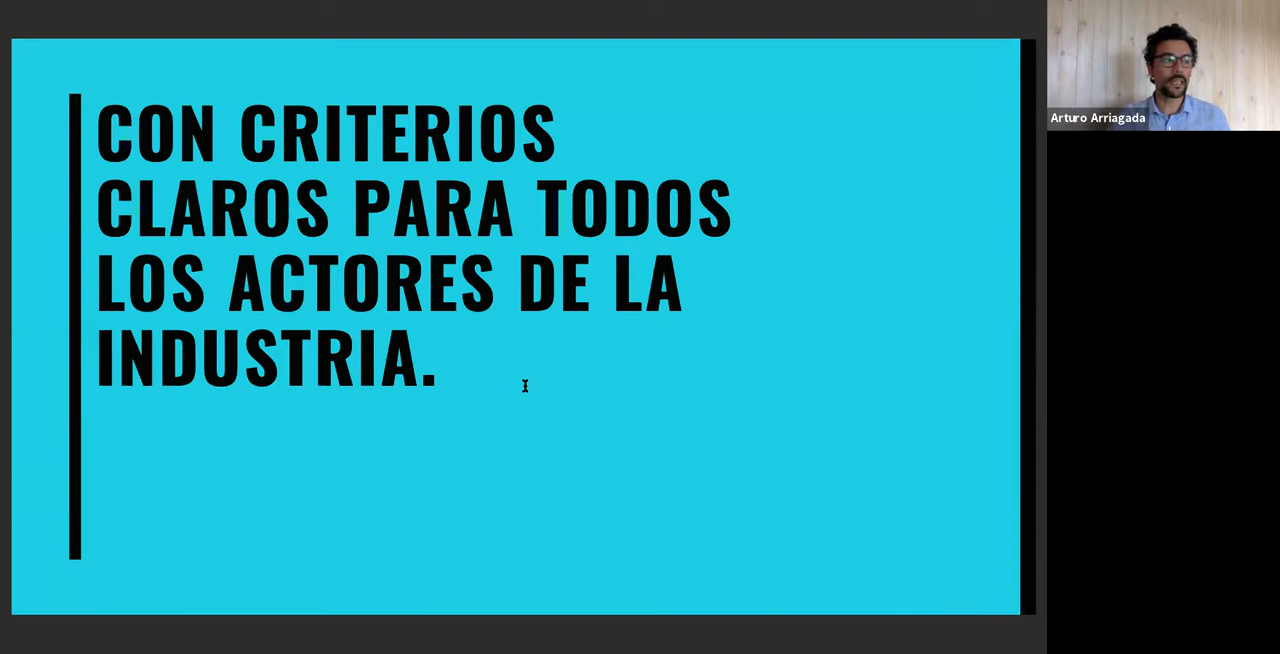 CON CRITERIOS
CLAROS PARA TODOS
LOS ACTORES DE LA
INDUSTRIA.
Arturo Arriagada